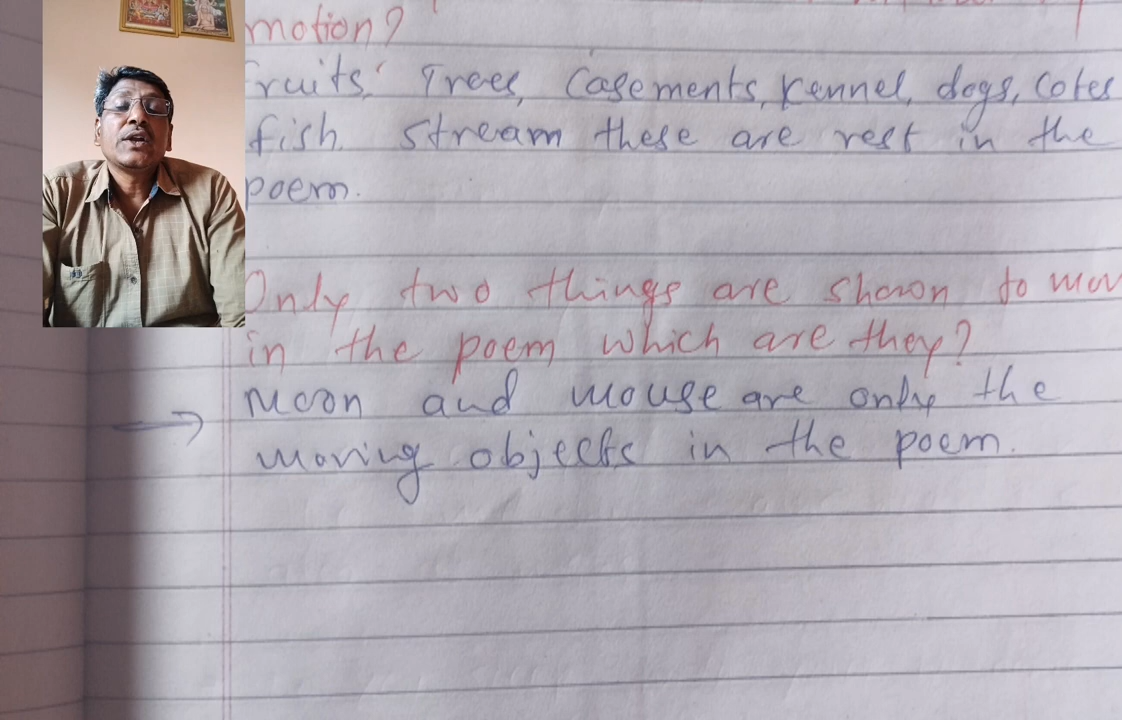 motion?
fruits, Trees, Casements, Kennel, dogs, Cotes
fish stream these are rest in the
poem.
Only two things are shown to mov
in the poem which are they?
Moon and mouse are only the
moving objects in the poem.